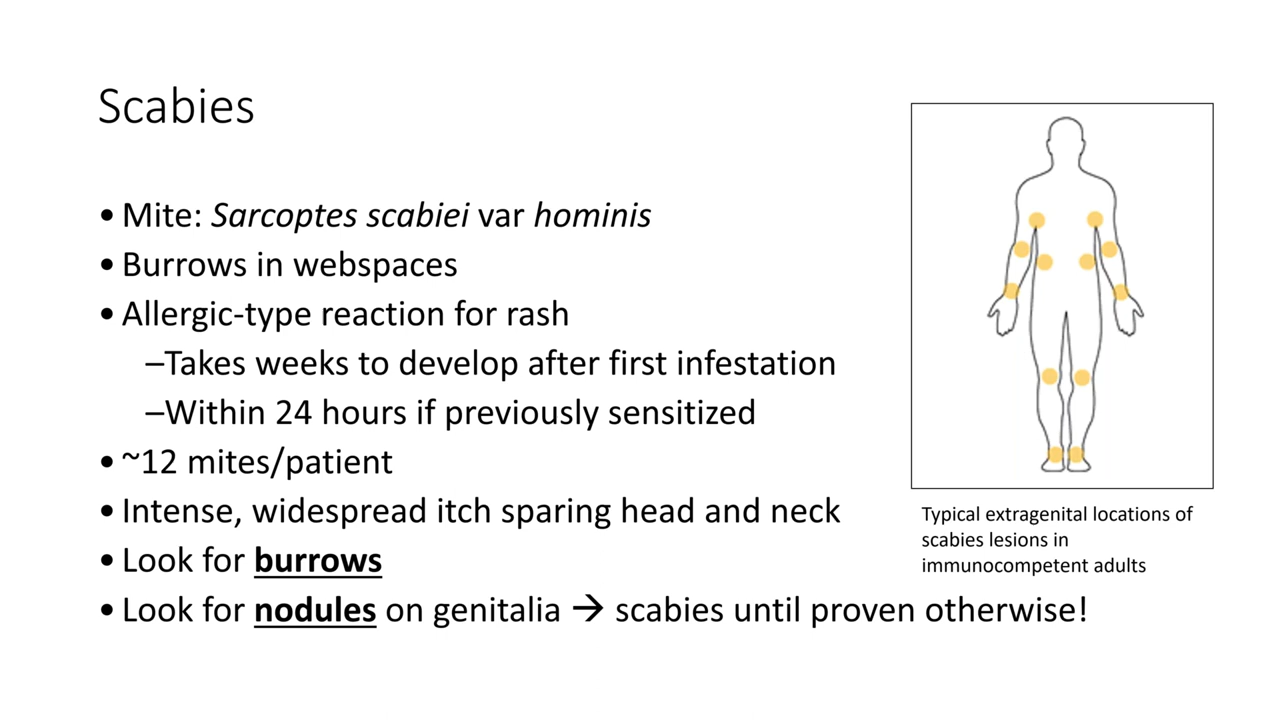 Scabies
• Mite: Sarcoptes scabiei var hominis
• Burrows in webspaces
• Allergic-type reaction for rash
–Takes weeks to develop after first infestation
–Within 24 hours if previously sensitized
• ~12 mites/patient
• Intense, widespread itch sparing head and neck
• Look for burrows
• Look for nodules on genitalia → scabies until proven otherwise!
Typical extragenital locations of
scabies lesions in
immunocompetent adults